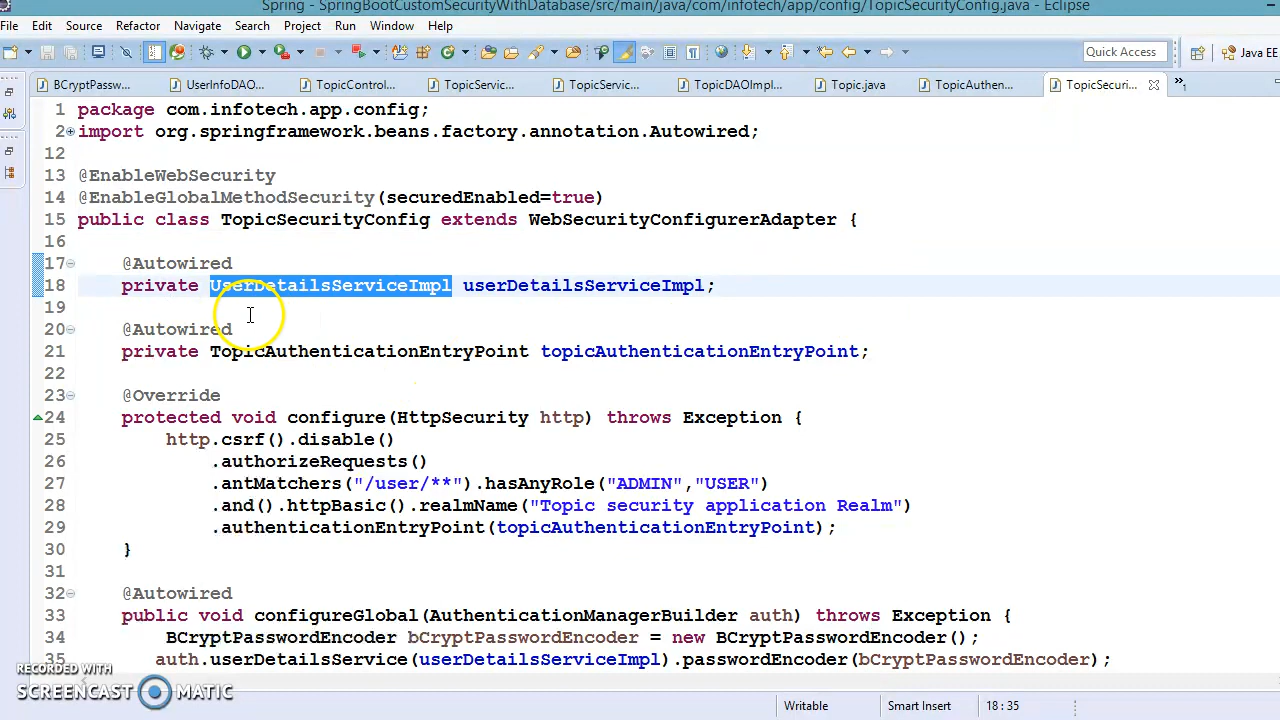 Spring - SpringBootCustomSecurityWithDatabase/src/main/java/com/infotech/app/config/TopicSecurityConfig.java - Eclipse
File Edit Source Refactor Navigate Search Project Run Window Help
Quick Access Java EE
BCryptPassw... UserInfoDAO... TopicControl... TopicServic... TopicServic... TopicDAOImpl... Topic.java TopicAuthen... TopicSecuri... »1
1 package com.infotech.app.config;
2 import org.springframework.beans.factory.annotation.Autowired;
12
13 @EnableWebSecurity
14 @EnableGlobalMethodSecurity(securedEnabled=true)
15 public class TopicSecurityConfig extends WebSecurityConfigurerAdapter {
16
17 @Autowired
18 private UserDetailsServiceImpl userDetailsServiceImpl;
19
20 @Autowired
21 private TopicAuthenticationEntryPoint topicAuthenticationEntryPoint;
22
23 @Override
24 protected void configure(HttpSecurity http) throws Exception {
25 http.csrf().disable()
26 .authorizeRequests()
27 .antMatchers("/user/**").hasAnyRole("ADMIN","USER")
28 .and().httpBasic().realmName("Topic security application Realm")
29 .authenticationEntryPoint(topicAuthenticationEntryPoint);
30 }
31
32 @Autowired
33 public void configureGlobal(AuthenticationManagerBuilder auth) throws Exception {
34 BCryptPasswordEncoder bCryptPasswordEncoder = new BCryptPasswordEncoder();
35 auth.userDetailsService(userDetailsServiceImpl).passwordEncoder(bCryptPasswordEncoder);
RECORDED WITH
SCREENCAST MATIC
Writable Smart Insert 18 : 35